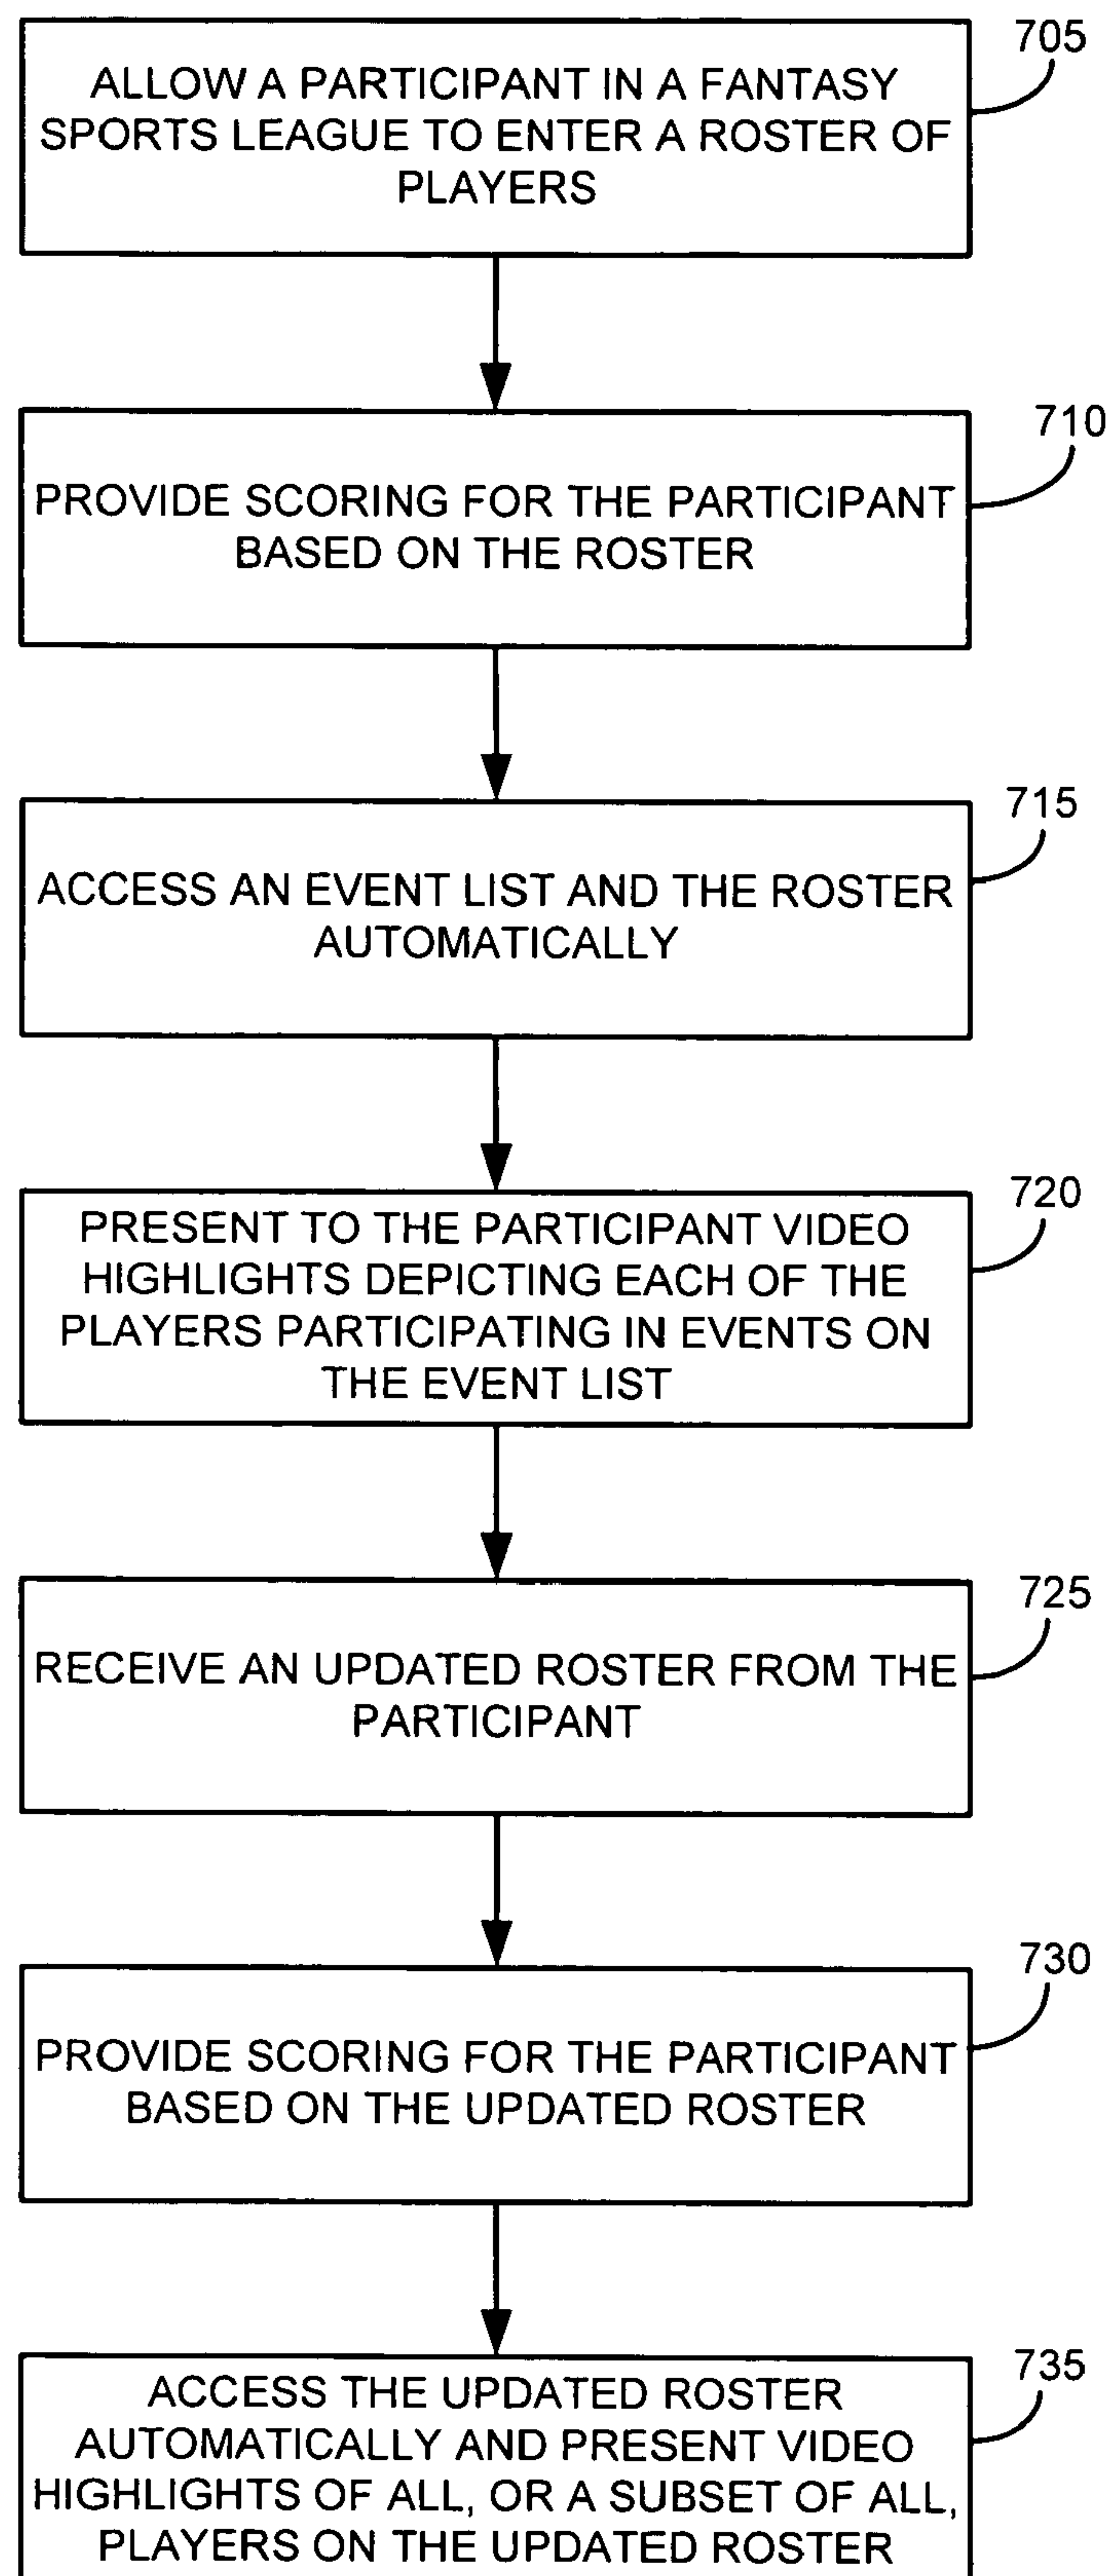 705
ALLOW A PARTICIPANT IN A FANTASY
SPORTS LEAGUE TO ENTER A ROSTER OF
PLAYERS
710
PROVIDE SCORING FOR THE PARTICIPANT
BASED ON THE ROSTER
715
ACCESS AN EVENT LIST AND THE ROSTER
AUTOMATICALLY
720
PRESENT TO THE PARTICIPANT VIDEO
HIGHLIGHTS DEPICTING EACH OF THE
PLAYERS PARTICIPATING IN EVENTS ON
THE EVENT LIST
725
RECEIVE AN UPDATED ROSTER FROM THE
PARTICIPANT
730
PROVIDE SCORING FOR THE PARTICIPANT
BASED ON THE UPDATED ROSTER
735
ACCESS THE UPDATED ROSTER
AUTOMATICALLY AND PRESENT VIDEO
HIGHLIGHTS OF ALL, OR A SUBSET OF ALL,
PLAYERS ON THE UPDATED ROSTER